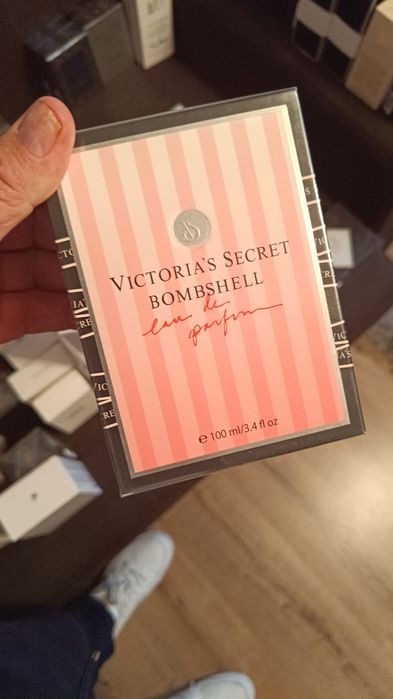 VICTORIA'S SECRET
BOMBSHELL
eau de
parfum
℮ 100 ml/3.4 fl oz